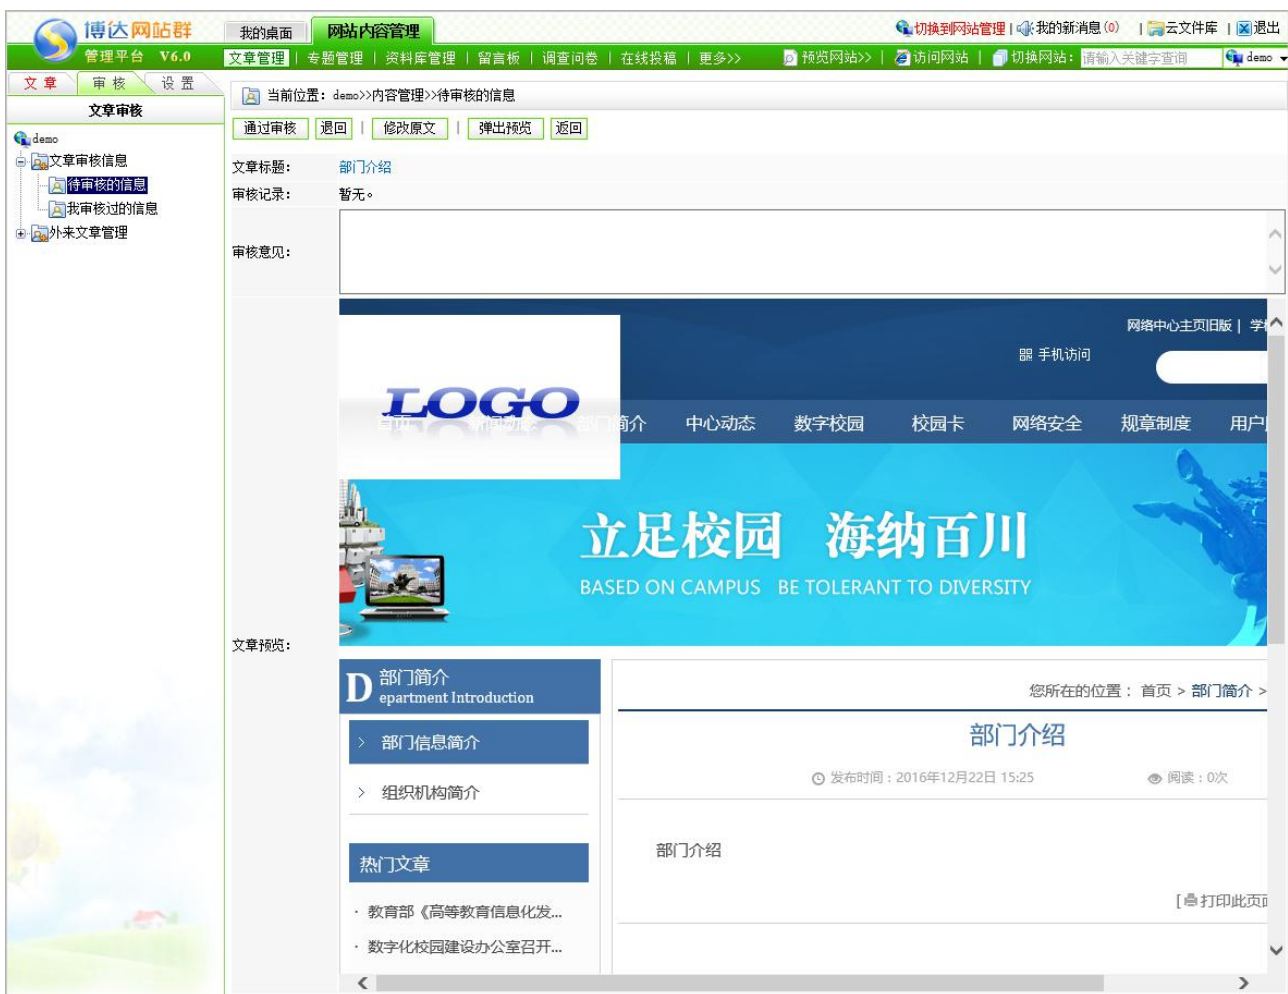 博达网站群
管理平台 V6.0
我的桌面 网站内容管理
切换到网站管理 | 我的新消息(0) | 云文件库 | 退出
文章管理 | 专题管理 | 资料库管理 | 留言板 | 调查问卷 | 在线投稿 | 更多>> 预览网站>> | 访问网站 | 切换网站: 请输入关键字查询 demo
文章 审核 设置
文章审核
demo
文章审核信息
待审核的信息
我审核过的信息
外来文章管理
当前位置: demo>>内容管理>>待审核的信息
通过审核 退回 | 修改原文 | 弹出预览 返回
文章标题: 部门介绍
审核记录: 暂无。
审核意见:
文章预览:
网络中心主页旧版 | 学
手机访问
LOGO
首页 部门简介 中心动态 数字校园 校园卡 网络安全 规章制度 用户
立足校园 海纳百川
BASED ON CAMPUS BE TOLERANT TO DIVERSITY
部门简介
Department Introduction
> 部门信息简介
> 组织机构简介
热门文章
· 教育部《高等教育信息化发...
· 数字化校园建设办公室召开...
您所在的位置: 首页 > 部门简介 >
部门介绍
发布时间:2016年12月22日 15:25 阅读:0次
部门介绍
[打印此页面